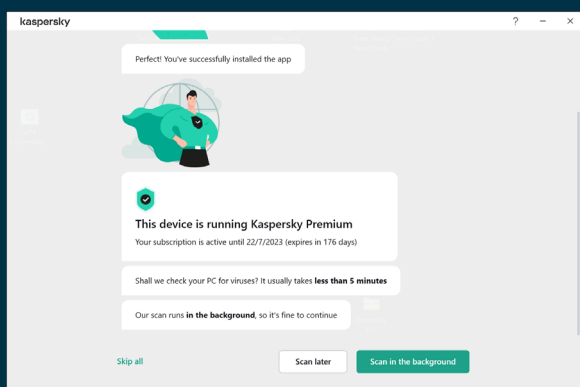 kaspersky
Perfect! You've successfully installed the app
This device is running Kaspersky Premium
Your subscription is active until 22/7/2023 (expires in 176 days)
Shall we check your PC for viruses? It usually takes less than 5 minutes
Our scan runs in the background, so it's fine to continue
Skip all
Scan later
Scan in the background